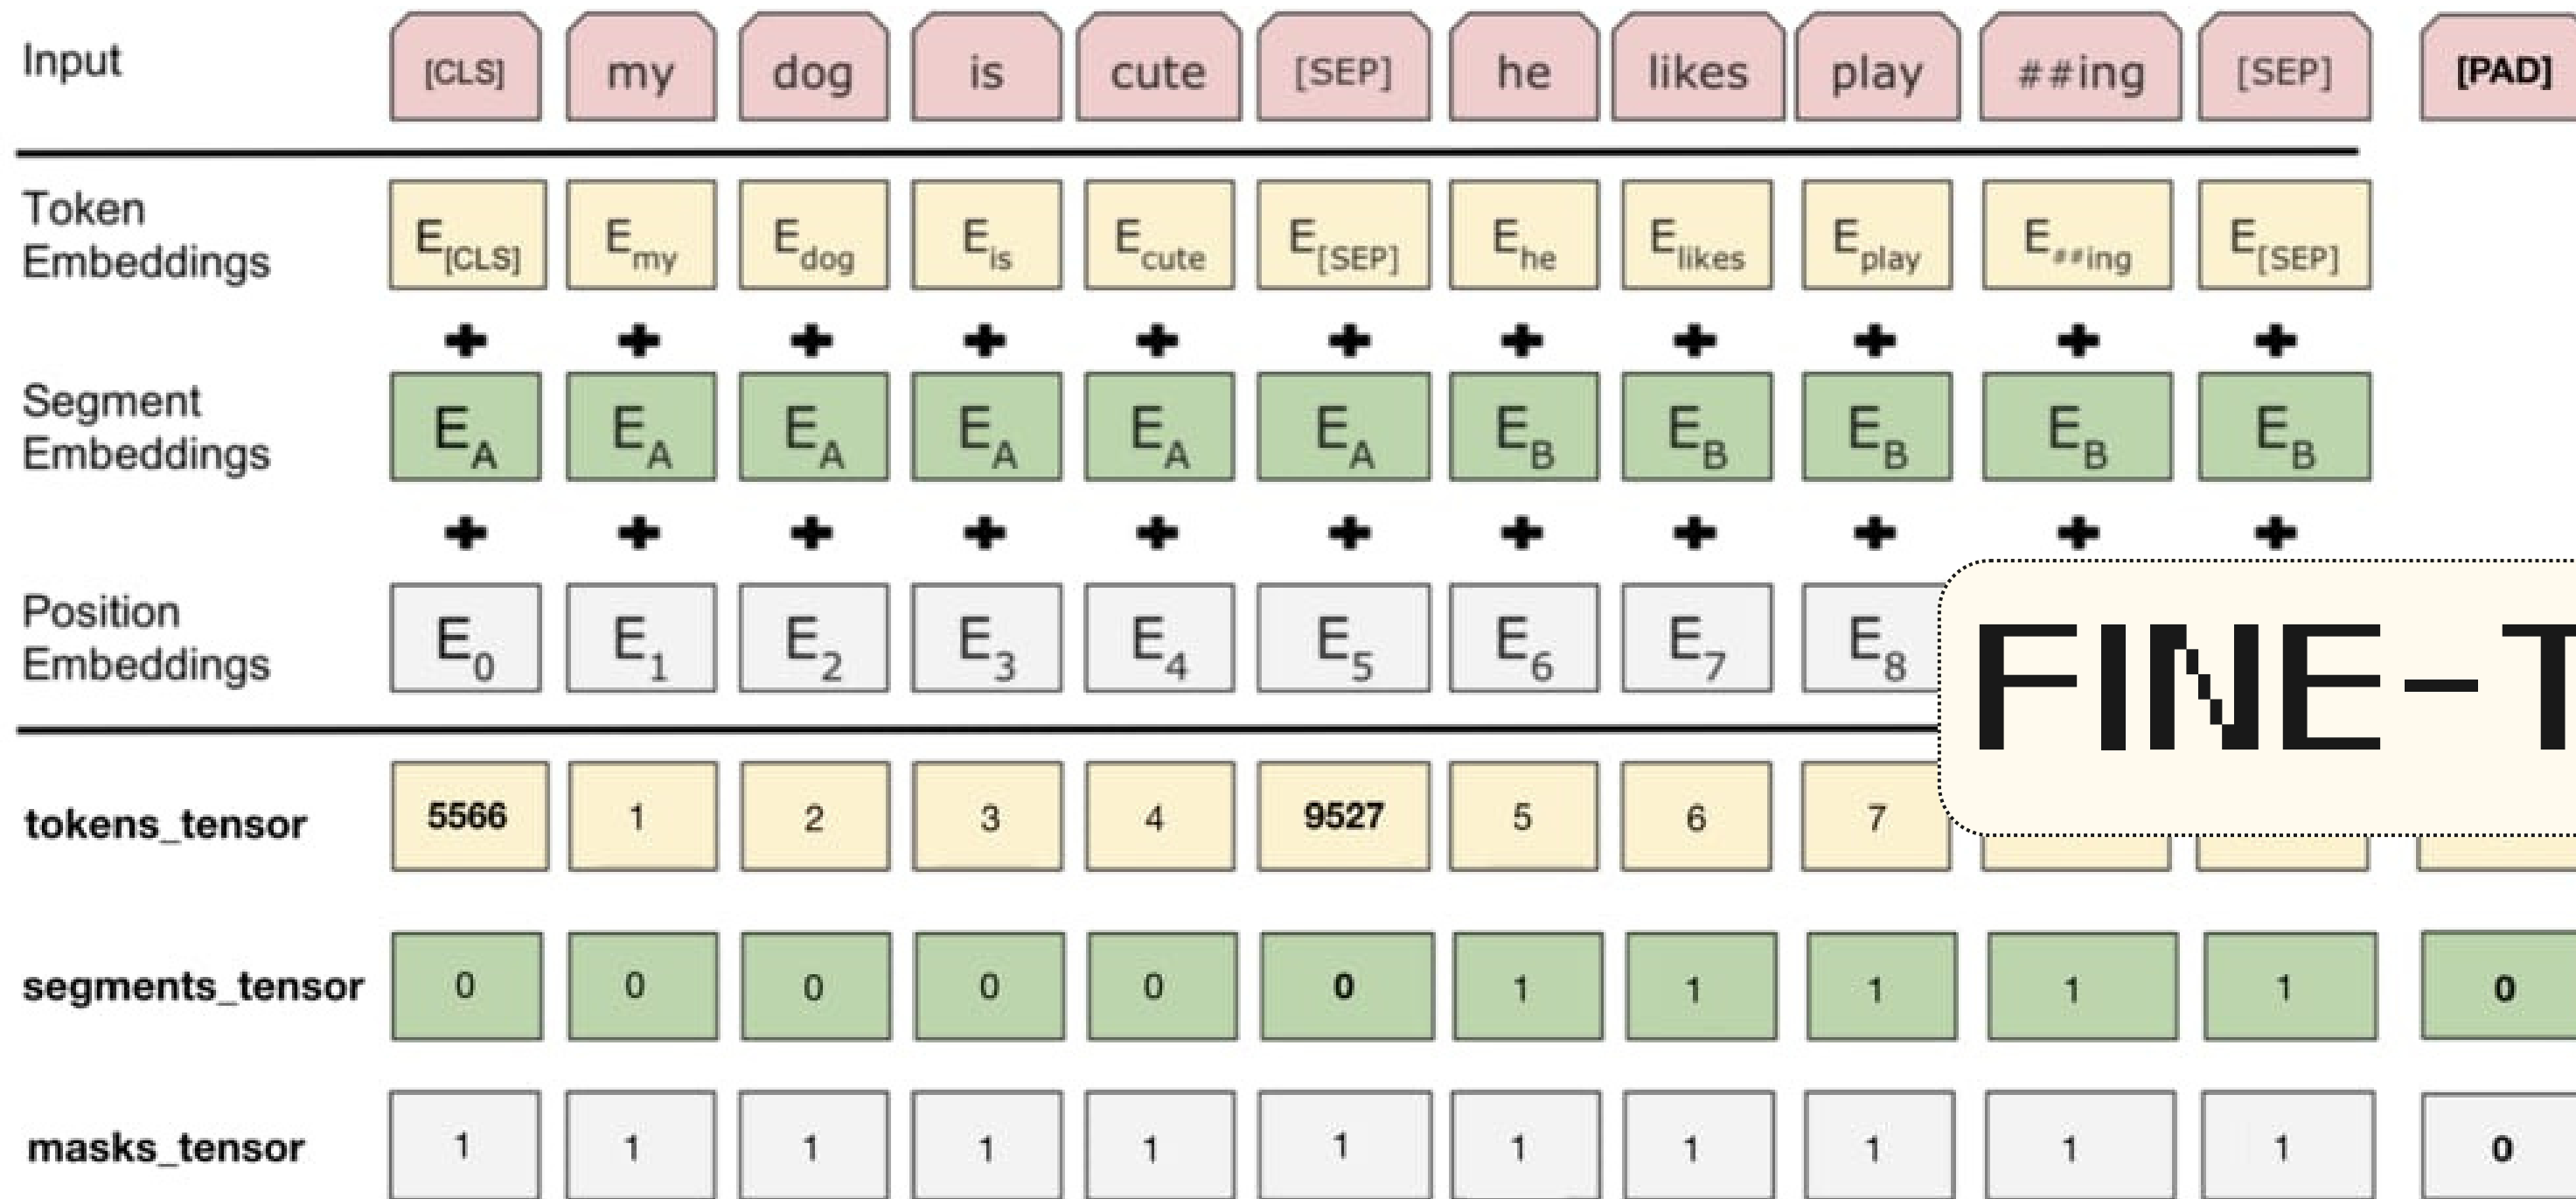 Input [CLS] my dog is cute [SEP] he likes play ##ing [SEP] [PAD]
Token
Embeddings
E[CLS] Emy Edog Eis Ecute E[SEP] Ehe Elikes Eplay E##ing E[SEP]
Segment
Embeddings
EA EA EA EA EA EA EB EB EB EB EB
Position
Embeddings
E0 E1 E2 E3 E4 E5 E6 E7 E8
FINE-T
tokens_tensor 5566 1 2 3 4 9527 5 6 7
segments_tensor 0 0 0 0 0 0 1 1 1 1 1 0
masks_tensor 1 1 1 1 1 1 1 1 1 1 1 0